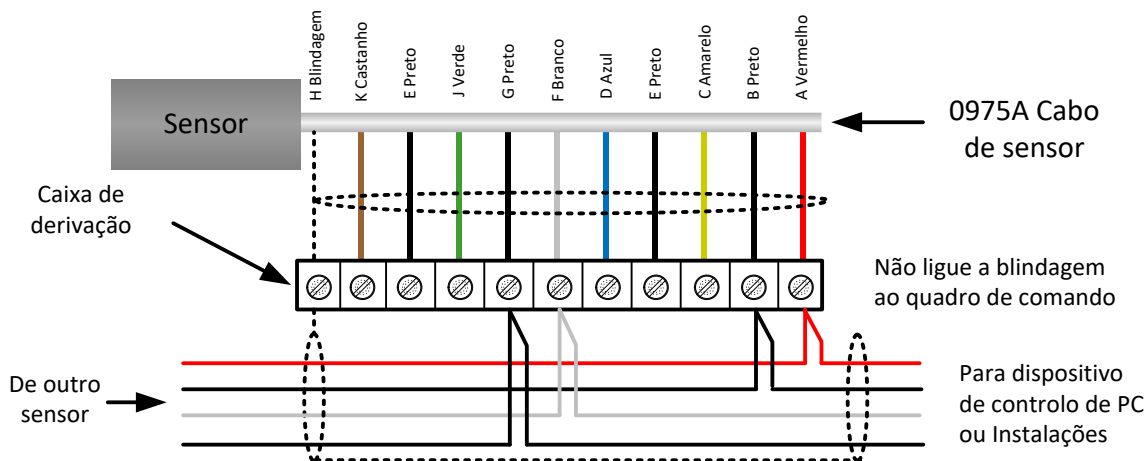 H Blindagem
K Castanho
E Preto
J Verde
G Preto
F Branco
D Azul
E Preto
C Amarelo
B Preto
A Vermelho
Sensor
0975A Cabo
de sensor
Caixa de
derivação
Não ligue a blindagem
ao quadro de comando
De outro
sensor
Para dispositivo
de controlo de PC
ou Instalações